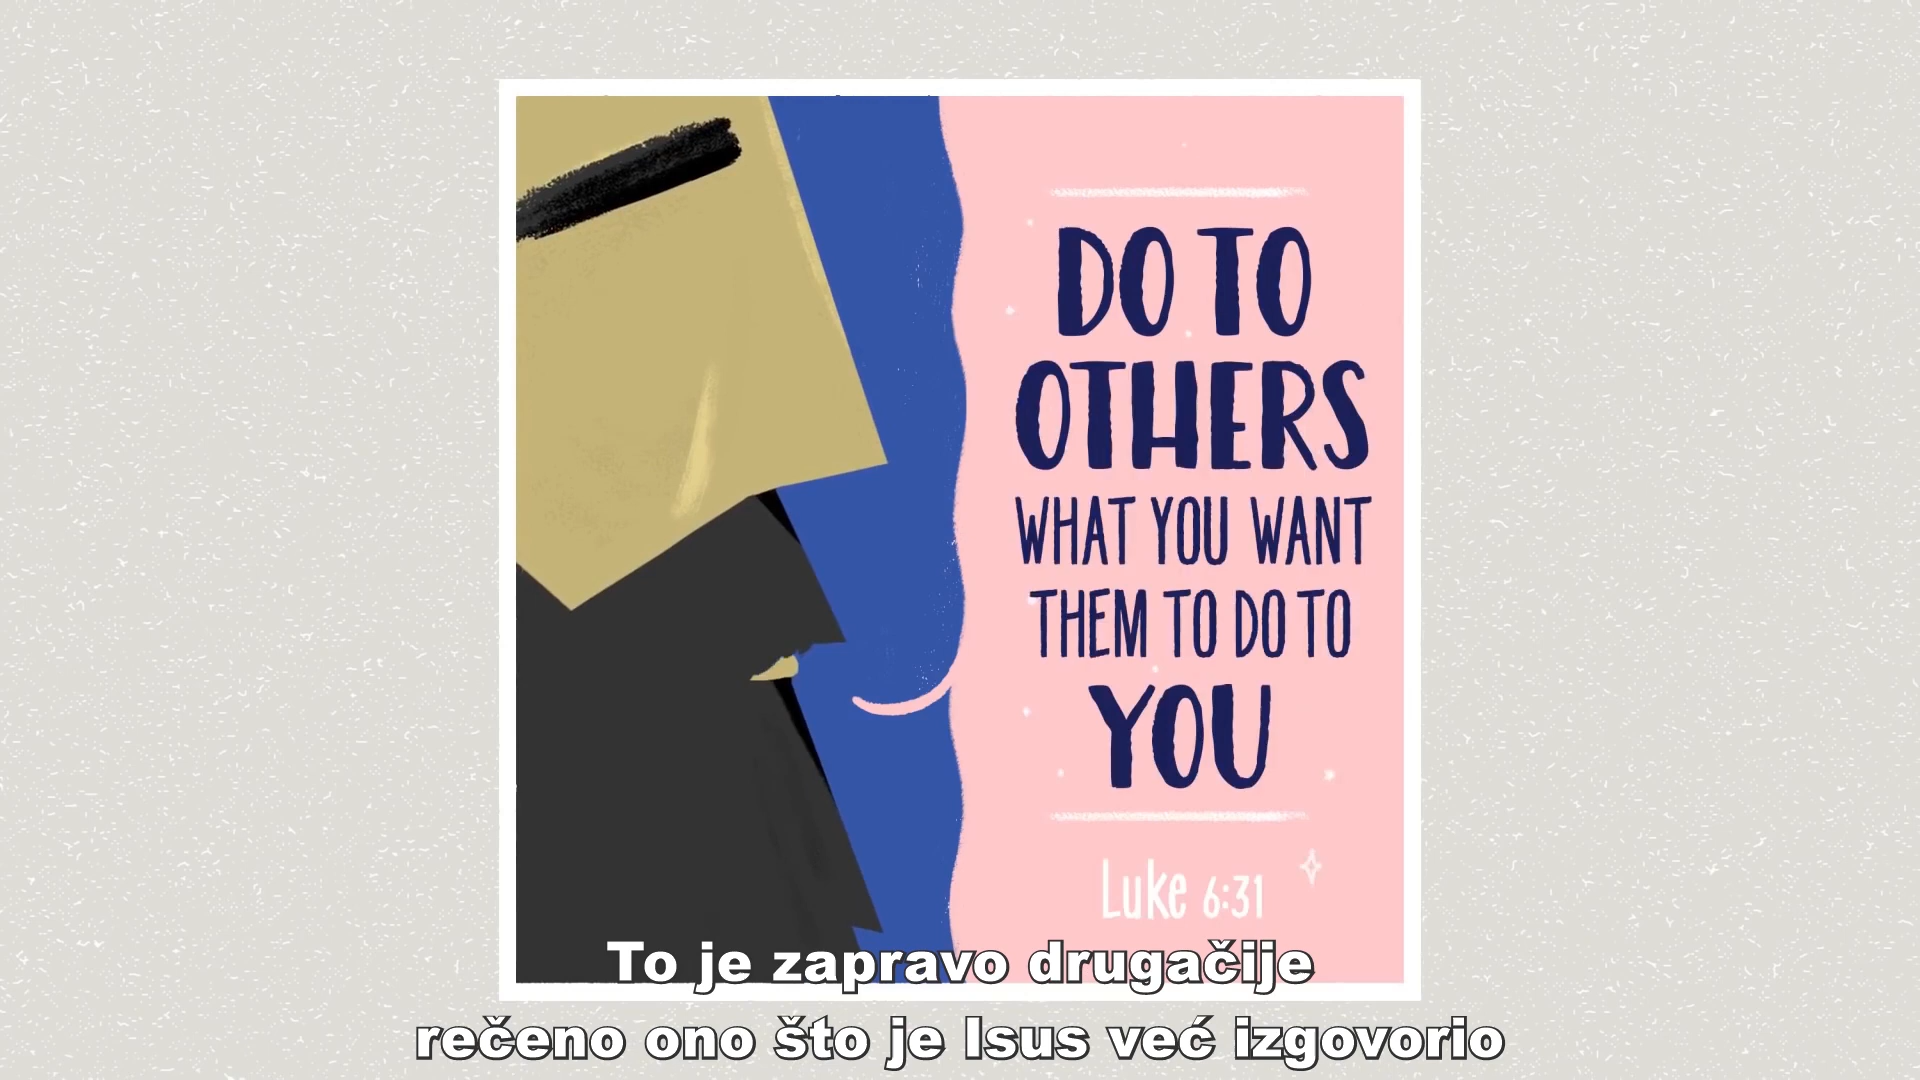 DO TO
OTHERS
WHAT YOU WANT
THEM TO DO TO
YOU
Luke 6:31
To je zapravo drugačije
rečeno ono što je Isus već izgovorio